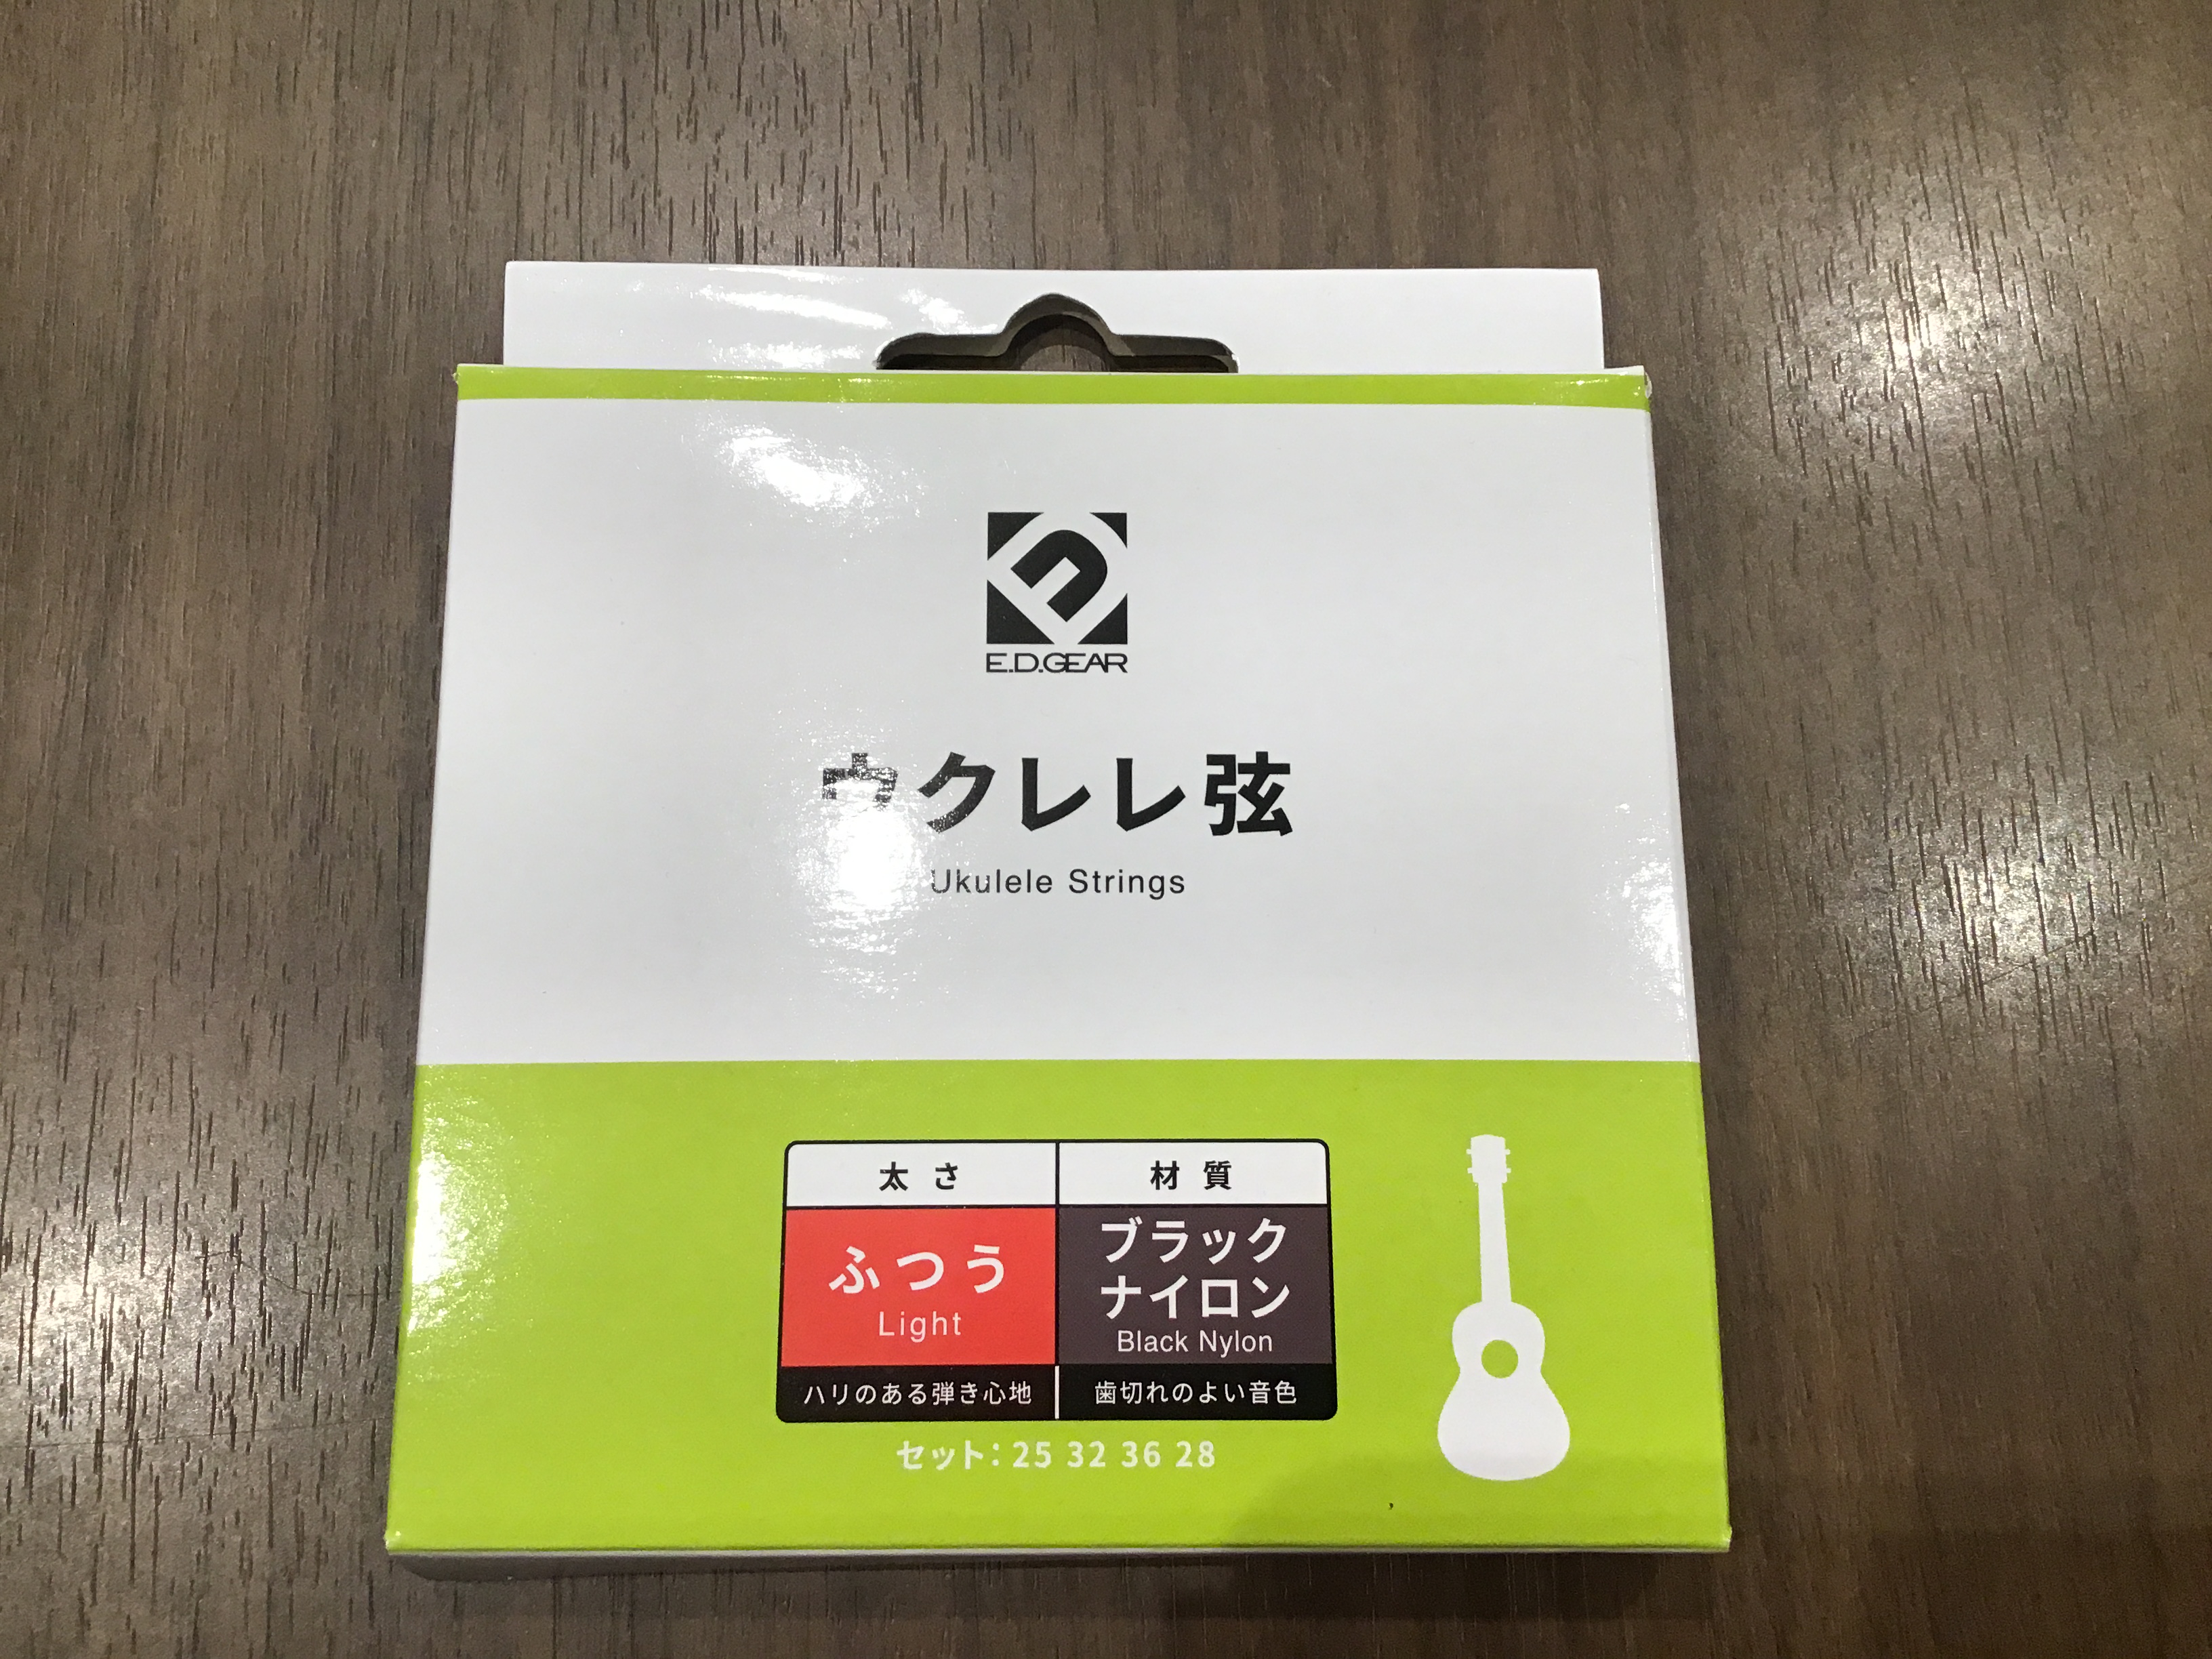 E.D.GEAR
ウクレレ弦
Ukulele Strings
太さ
材質
ふつう
Light
ブラック
ナイロン
Black Nylon
ハリのある弾き心地
歯切れのよい音色
セット：25 32 36 28